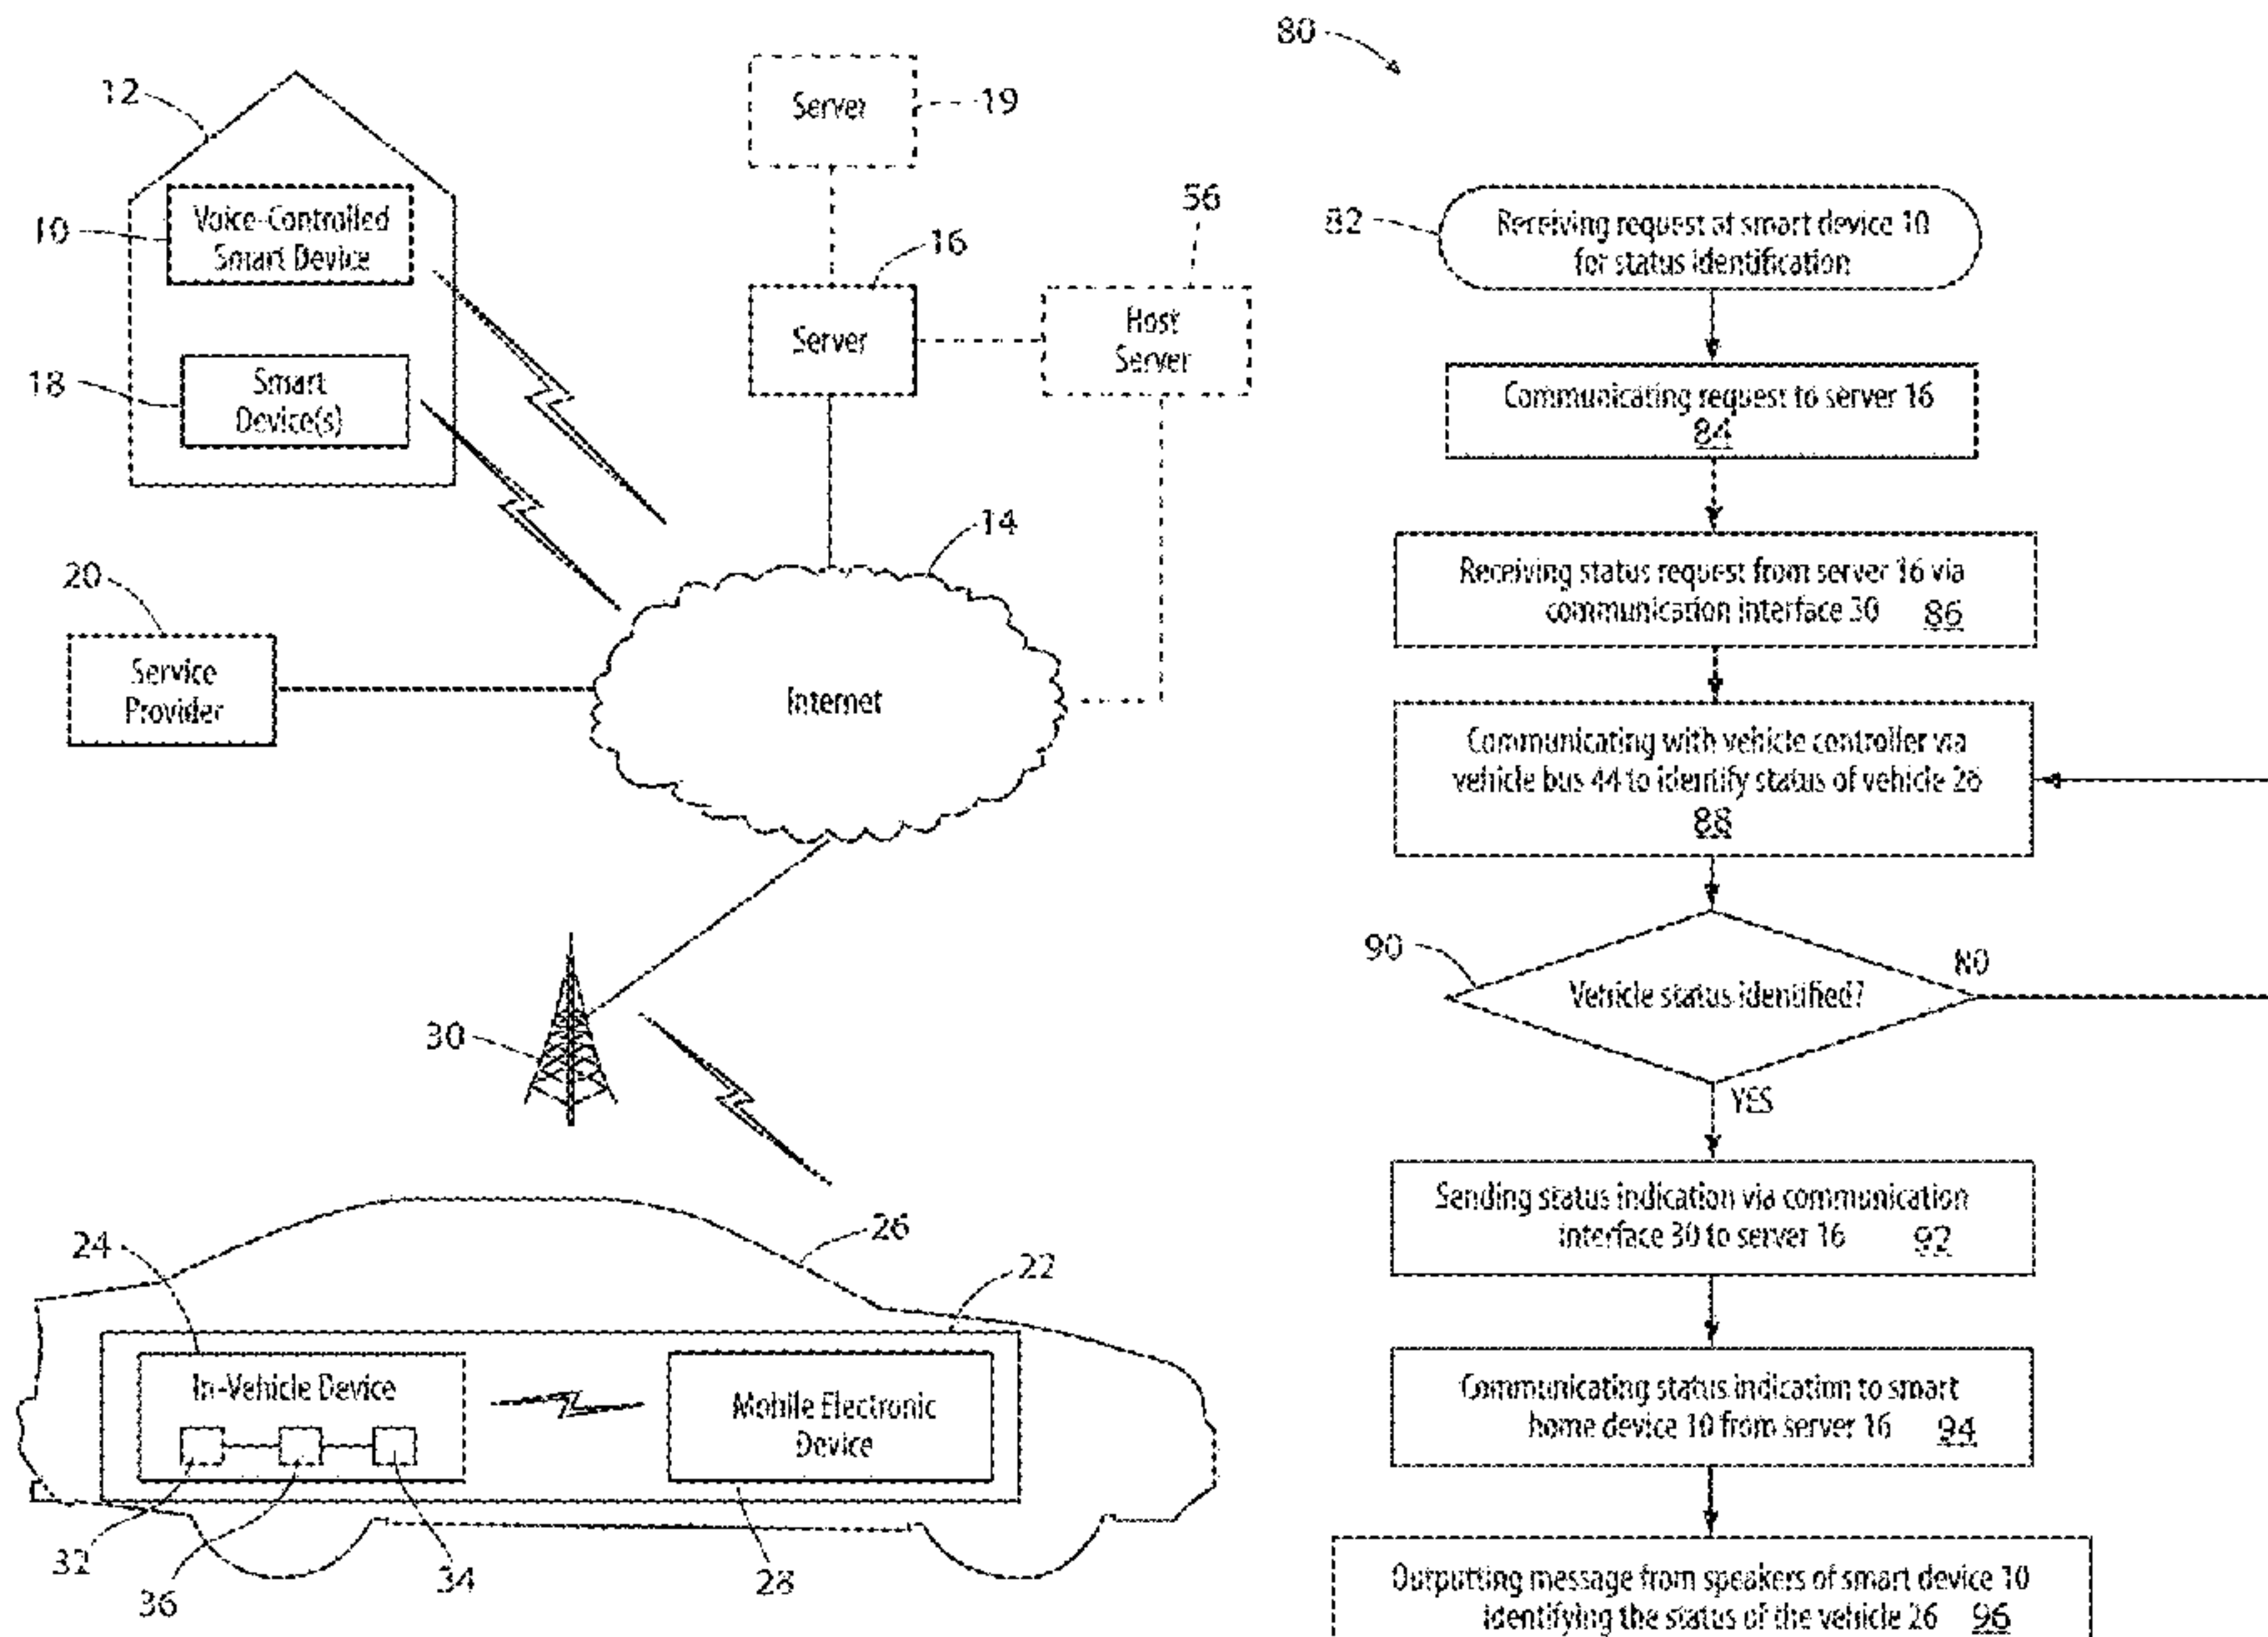 80
12
Server
19
10
Voice-Controlled
Smart Device
56
16
82
Receiving request at smart device 10
for status identification
18
Smart
Device(s)
Server
Host
Server
Communicating request to server 16
84
14
20
Service
Provider
Internet
Receiving status request from server 16 via
communication interface 30 86
Communicating with vehicle controller via
vehicle bus 44 to identify status of vehicle 26
88
30
90
Vehicle status identified?
NO
YES
24
26
22
In-Vehicle Device
Mobile Electronic
Device
32
36
34
28
Sending status indication via communication
interface 30 to server 16 92
Communicating status indication to smart
home device 10 from server 16 94
Outputting message from speakers of smart device 10
identifying the status of the vehicle 26 96